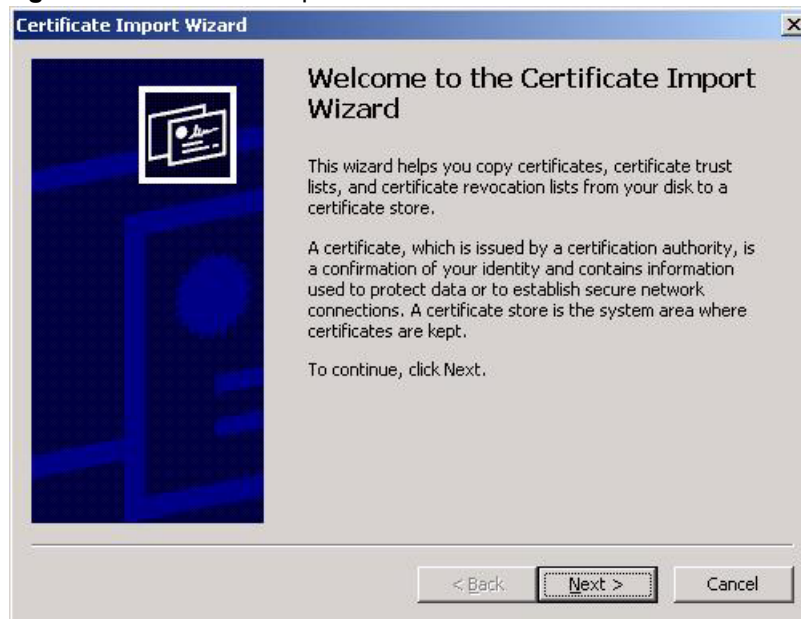 Certificate Import Wizard
Welcome to the Certificate Import
Wizard
This wizard helps you copy certificates, certificate trust
lists, and certificate revocation lists from your disk to a
certificate store.
A certificate, which is issued by a certification authority, is
a confirmation of your identity and contains information
used to protect data or to establish secure network
connections. A certificate store is the system area where
certificates are kept.
To continue, click Next.
< Back Next > Cancel